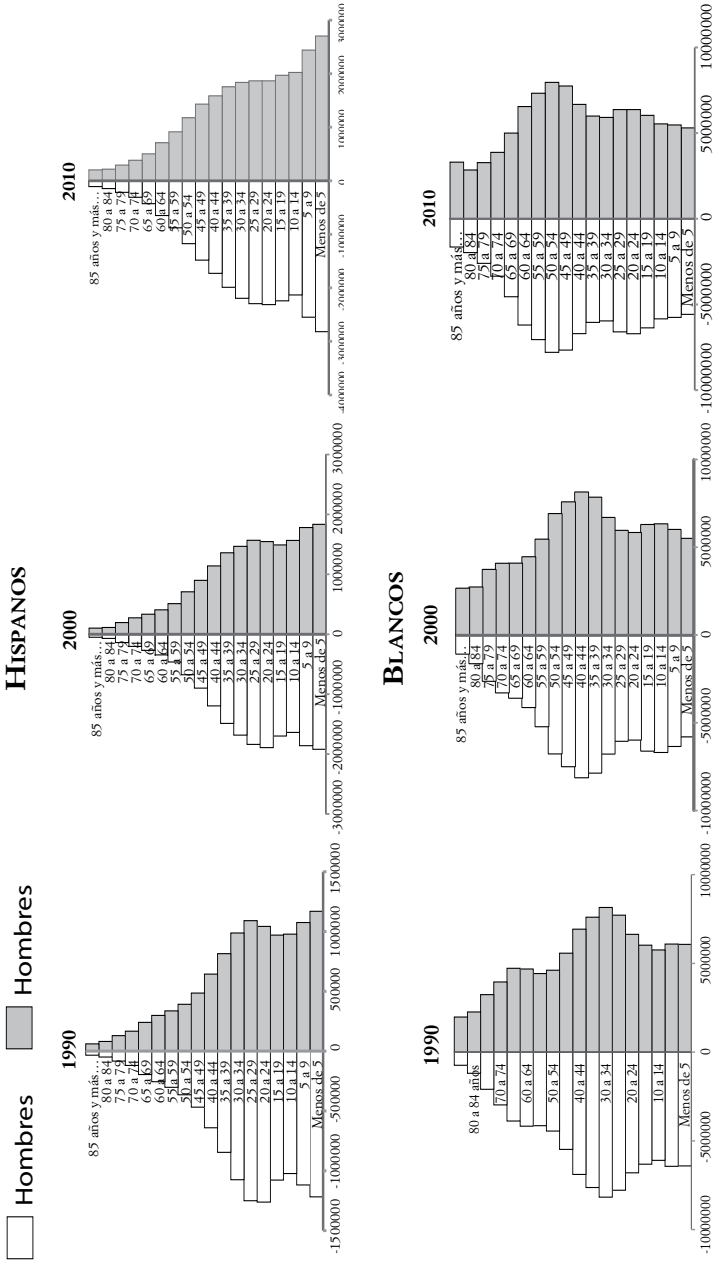 Hombres
Hombres
HISPANOS
1990
85 años y más…
80 a 84
75 a 79
70 a 74
65 a 69
60 a 64
55 a 59
50 a 54
45 a 49
40 a 44
35 a 39
30 a 34
25 a 29
20 a 24
15 a 19
10 a 14
5 a 9
Menos de 5
-1500000 -1000000 -500000 0 500000 1000000 1500000
2000
85 años y más…
80 a 84
75 a 79
70 a 74
65 a 69
60 a 64
55 a 59
50 a 54
45 a 49
40 a 44
35 a 39
30 a 34
25 a 29
20 a 24
15 a 19
10 a 14
5 a 9
Menos de 5
-3000000 -2000000 -1000000 0 1000000 2000000 3000000
2010
85 años y más…
80 a 84
75 a 79
70 a 74
65 a 69
60 a 64
55 a 59
50 a 54
45 a 49
40 a 44
35 a 39
30 a 34
25 a 29
20 a 24
15 a 19
10 a 14
5 a 9
Menos de 5
-4000000 -3000000 -2000000 -1000000 0 1000000 2000000 3000000
BLANCOS
1990
80 a 84 años
70 a 74
60 a 64
50 a 54
40 a 44
30 a 34
20 a 24
10 a 14
Menos de 5
-10000000 -5000000 0 5000000 10000000
2000
85 años y más…
80 a 84
75 a 79
70 a 74
65 a 69
60 a 64
55 a 59
50 a 54
45 a 49
40 a 44
35 a 39
30 a 34
25 a 29
20 a 24
15 a 19
10 a 14
5 a 9
Menos de 5
-10000000 -5000000 0 5000000 10000000
2010
85 años y más…
80 a 84
75 a 79
70 a 74
65 a 69
60 a 64
55 a 59
50 a 54
45 a 49
40 a 44
35 a 39
30 a 34
25 a 29
20 a 24
15 a 19
10 a 14
5 a 9
Menos de 5
-10000000 -5000000 0 5000000 10000000